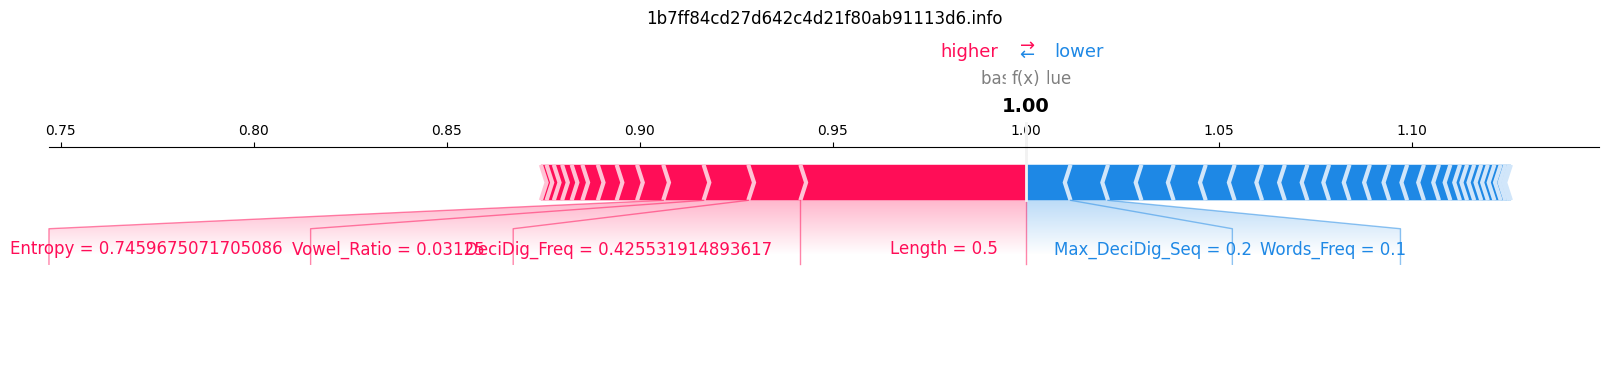 1b7ff84cd27d642c4d21f80ab91113d6.info
higher ⇄ lower
f(x)
1.00
0.75 0.80 0.85 0.90 0.95 1.00 1.05 1.10
Entropy = 0.7459675071705086 Vowel_Ratio = 0.03125 DeciDig_Freq = 0.425531914893617 Length = 0.5 Max_DeciDig_Seq = 0.2 Words_Freq = 0.1